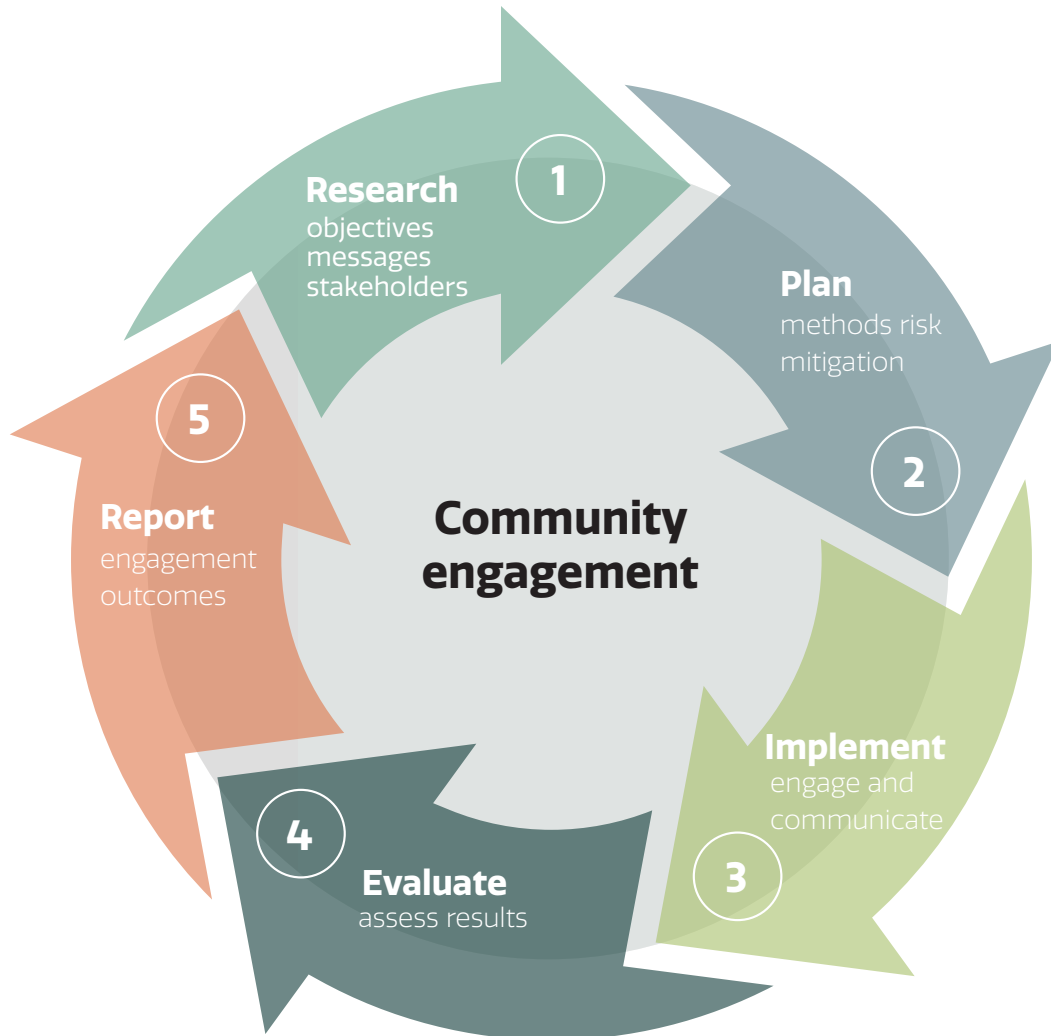 1
Research
objectives
messages
stakeholders
Plan
methods risk
mitigation
2
Implement
engage and
communicate
3
4
Evaluate
assess results
5
Report
engagement
outcomes
Community
engagement